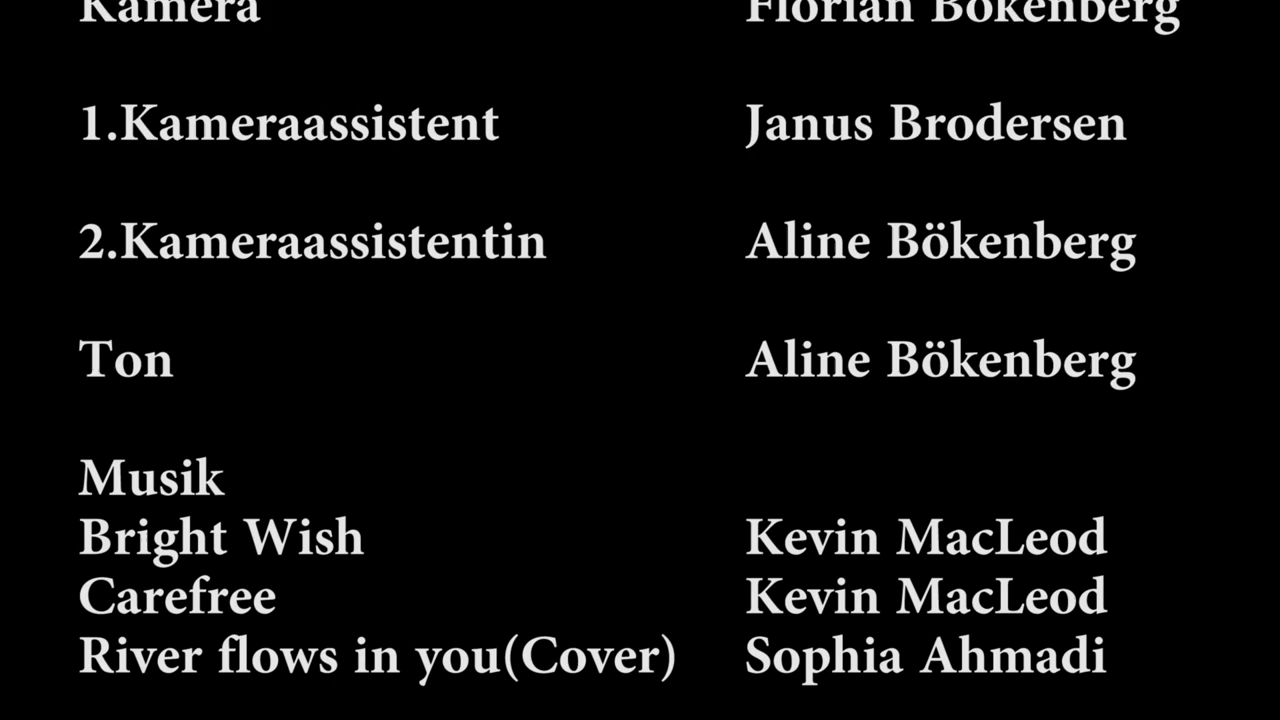 Kamera Florian Bökenberg
1.Kameraassistent Janus Brodersen
2.Kameraassistentin Aline Bökenberg
Ton Aline Bökenberg
Musik
Bright Wish Kevin MacLeod
Carefree Kevin MacLeod
River flows in you(Cover) Sophia Ahmadi